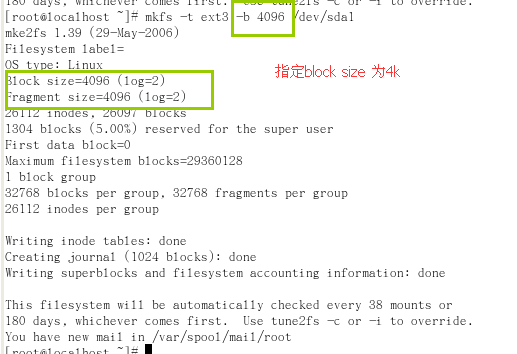 180 days, whichever comes first. Use tune2fs -c or -i to override.
[root@localhost ~]# mkfs -t ext3 -b 4096 /dev/sda1
mke2fs 1.39 (29-May-2006)
Filesystem label=
OS type: Linux
Block size=4096 (log=2)
指定block size 为4k
Fragment size=4096 (log=2)
26112 inodes, 26097 blocks
1304 blocks (5.00%) reserved for the super user
First data block=0
Maximum filesystem blocks=29360128
1 block group
32768 blocks per group, 32768 fragments per group
26112 inodes per group
Writing inode tables: done
Creating journal (1024 blocks): done
Writing superblocks and filesystem accounting information: done
This filesystem will be automatically checked every 38 mounts or
180 days, whichever comes first.  Use tune2fs -c or -i to override.
You have new mail in /var/spool/mail/root
[root@localhost ~]#